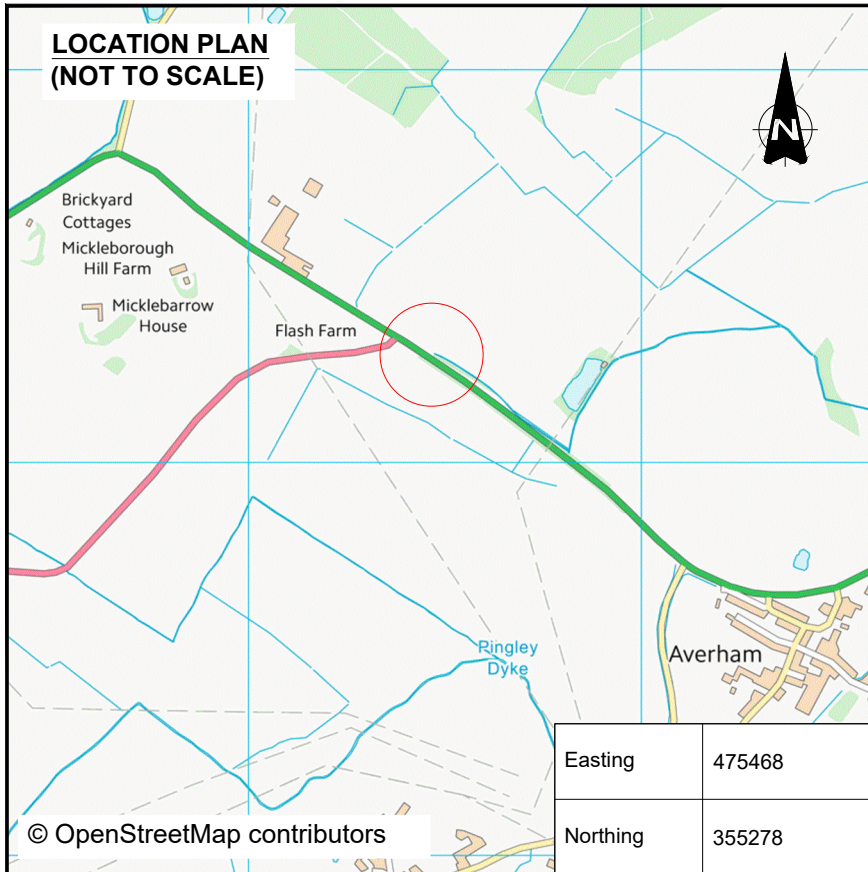 LOCATION PLAN
(NOT TO SCALE)
N
Brickyard
Cottages
Mickleborough
Hill Farm
Micklebarrow
House
Flash Farm
Pingley
Dyke
Averham
Easting 475468
Northing 355278
© OpenStreetMap contributors